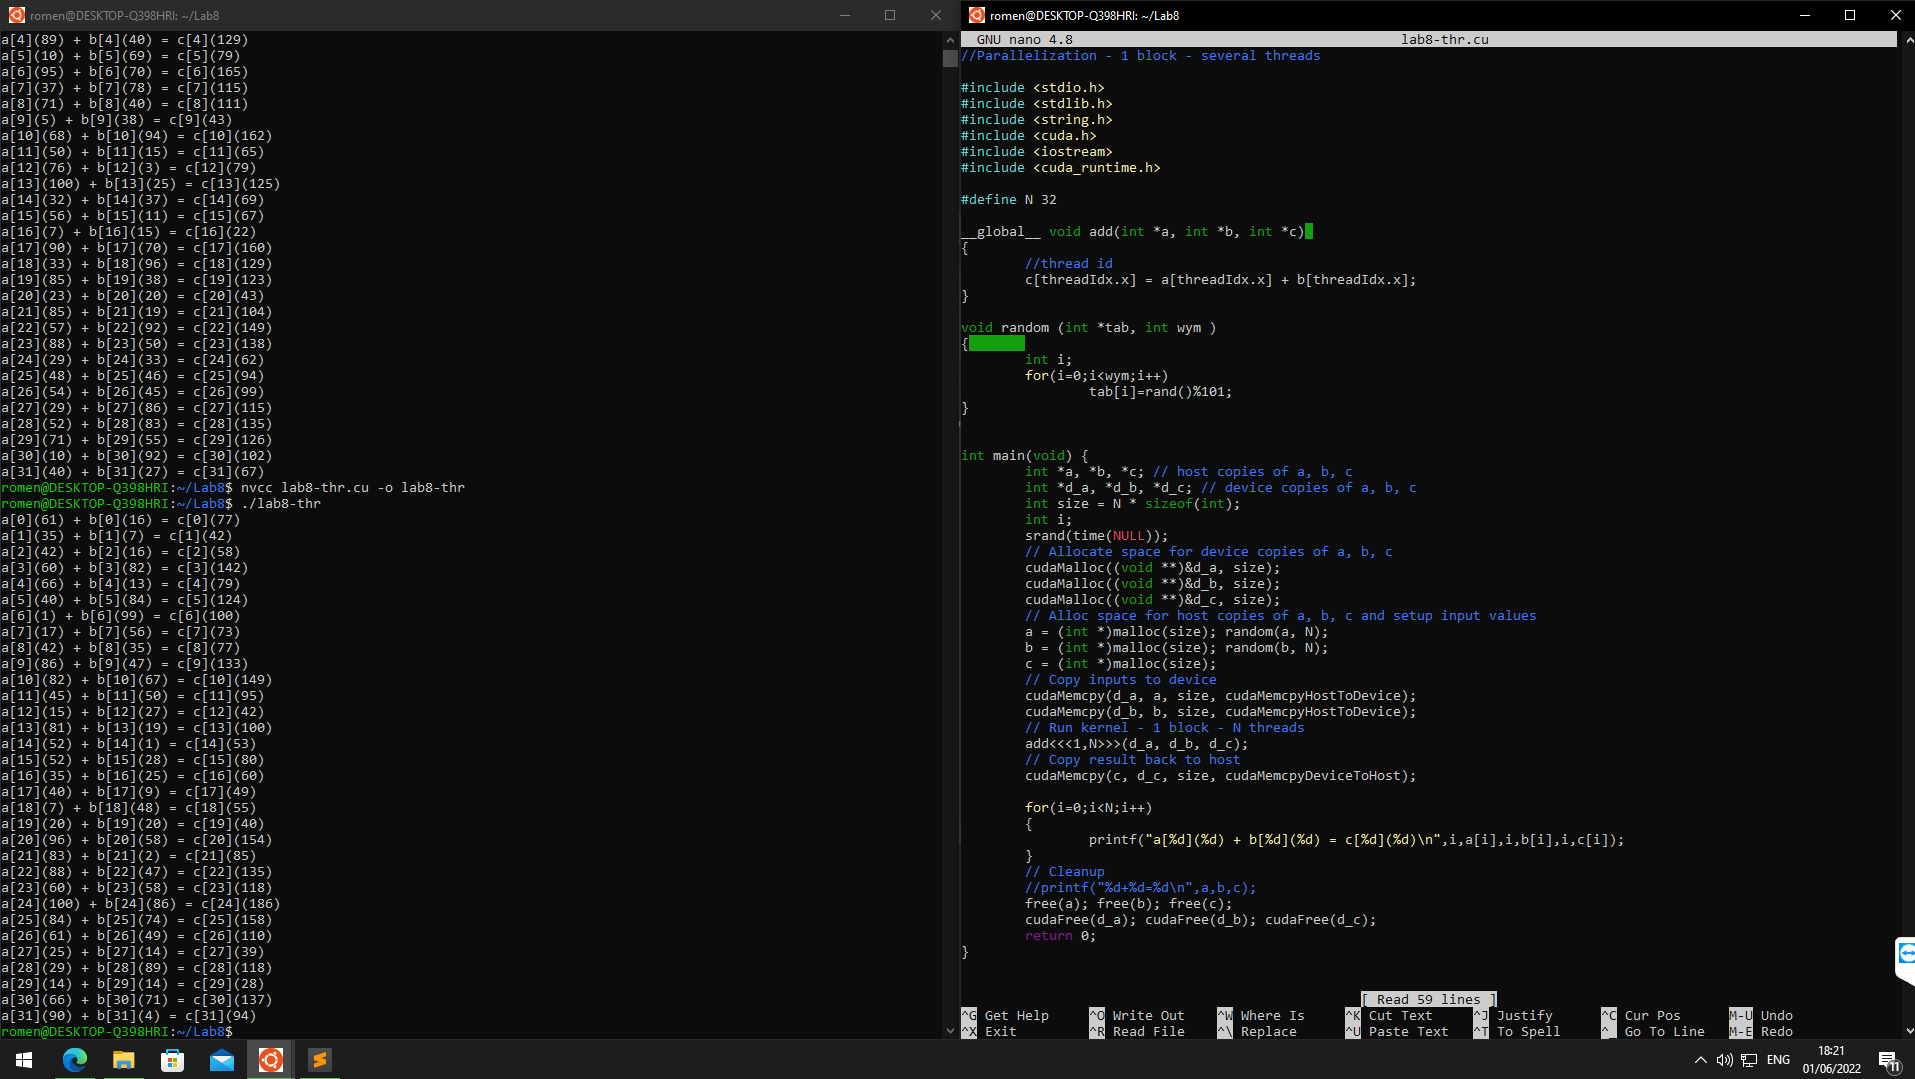 romen@DESKTOP-Q398HRI: ~/Lab8
a[4](89) + b[4](40) = c[4](129)
a[5](10) + b[5](69) = c[5](79)
a[6](95) + b[6](70) = c[6](165)
a[7](37) + b[7](78) = c[7](115)
a[8](71) + b[8](40) = c[8](111)
a[9](5) + b[9](38) = c[9](43)
a[10](68) + b[10](94) = c[10](162)
a[11](50) + b[11](15) = c[11](65)
a[12](76) + b[12](3) = c[12](79)
a[13](100) + b[13](25) = c[13](125)
a[14](32) + b[14](37) = c[14](69)
a[15](56) + b[15](11) = c[15](67)
a[16](7) + b[16](15) = c[16](22)
a[17](90) + b[17](70) = c[17](160)
a[18](33) + b[18](96) = c[18](129)
a[19](85) + b[19](38) = c[19](123)
a[20](23) + b[20](20) = c[20](43)
a[21](85) + b[21](19) = c[21](104)
a[22](57) + b[22](92) = c[22](149)
a[23](88) + b[23](50) = c[23](138)
a[24](29) + b[24](33) = c[24](62)
a[25](48) + b[25](46) = c[25](94)
a[26](54) + b[26](45) = c[26](99)
a[27](29) + b[27](86) = c[27](115)
a[28](52) + b[28](83) = c[28](135)
a[29](71) + b[29](55) = c[29](126)
a[30](10) + b[30](92) = c[30](102)
a[31](40) + b[31](27) = c[31](67)
romen@DESKTOP-Q398HRI:~/Lab8$ nvcc lab8-thr.cu -o lab8-thr
romen@DESKTOP-Q398HRI:~/Lab8$ ./lab8-thr
a[0](61) + b[0](16) = c[0](77)
a[1](35) + b[1](7) = c[1](42)
a[2](42) + b[2](16) = c[2](58)
a[3](60) + b[3](82) = c[3](142)
a[4](66) + b[4](13) = c[4](79)
a[5](40) + b[5](84) = c[5](124)
a[6](1) + b[6](99) = c[6](100)
a[7](17) + b[7](56) = c[7](73)
a[8](42) + b[8](35) = c[8](77)
a[9](86) + b[9](47) = c[9](133)
a[10](82) + b[10](67) = c[10](149)
a[11](45) + b[11](50) = c[11](95)
a[12](15) + b[12](27) = c[12](42)
a[13](81) + b[13](19) = c[13](100)
a[14](52) + b[14](1) = c[14](53)
a[15](52) + b[15](28) = c[15](80)
a[16](35) + b[16](25) = c[16](60)
a[17](40) + b[17](9) = c[17](49)
a[18](7) + b[18](48) = c[18](55)
a[19](20) + b[19](20) = c[19](40)
a[20](96) + b[20](58) = c[20](154)
a[21](83) + b[21](2) = c[21](85)
a[22](88) + b[22](47) = c[22](135)
a[23](60) + b[23](58) = c[23](118)
a[24](100) + b[24](86) = c[24](186)
a[25](84) + b[25](74) = c[25](158)
a[26](61) + b[26](49) = c[26](110)
a[27](25) + b[27](14) = c[27](39)
a[28](29) + b[28](89) = c[28](118)
a[29](14) + b[29](14) = c[29](28)
a[30](66) + b[30](71) = c[30](137)
a[31](90) + b[31](4) = c[31](94)
romen@DESKTOP-Q398HRI:~/Lab8$
romen@DESKTOP-Q398HRI: ~/Lab8
GNU nano 4.8 lab8-thr.cu
//Parallelization - 1 block - several threads
#include <stdio.h>
#include <stdlib.h>
#include <string.h>
#include <cuda.h>
#include <iostream>
#include <cuda_runtime.h>
#define N 32
__global__ void add(int *a, int *b, int *c)
{
//thread id
c[threadIdx.x] = a[threadIdx.x] + b[threadIdx.x];
}
void random (int *tab, int wym )
{
int i;
for(i=0;i<wym;i++)
tab[i]=rand()%101;
}
int main(void) {
int *a, *b, *c; // host copies of a, b, c
int *d_a, *d_b, *d_c; // device copies of a, b, c
int size = N * sizeof(int);
int i;
srand(time(NULL));
// Allocate space for device copies of a, b, c
cudaMalloc((void **)&d_a, size);
cudaMalloc((void **)&d_b, size);
cudaMalloc((void **)&d_c, size);
// Alloc space for host copies of a, b, c and setup input values
a = (int *)malloc(size); random(a, N);
b = (int *)malloc(size); random(b, N);
c = (int *)malloc(size);
// Copy inputs to device
cudaMemcpy(d_a, a, size, cudaMemcpyHostToDevice);
cudaMemcpy(d_b, b, size, cudaMemcpyHostToDevice);
// Run kernel - 1 block - N threads
add<<<1,N>>>(d_a, d_b, d_c);
// Copy result back to host
cudaMemcpy(c, d_c, size, cudaMemcpyDeviceToHost);
for(i=0;i<N;i++)
{
printf("a[%d](%d) + b[%d](%d) = c[%d](%d)\n",i,a[i],i,b[i],i,c[i]);
}
// Cleanup
//printf("%d+%d=%d\n",a,b,c);
free(a); free(b); free(c);
cudaFree(d_a); cudaFree(d_b); cudaFree(d_c);
return 0;
}
[ Read 59 lines ]
^G Get Help ^O Write Out ^W Where Is ^K Cut Text ^J Justify ^C Cur Pos M-U Undo
^X Exit ^R Read File ^\ Replace ^U Paste Text ^T To Spell ^_ Go To Line M-E Redo
ENG
18:21
01/06/2022
11